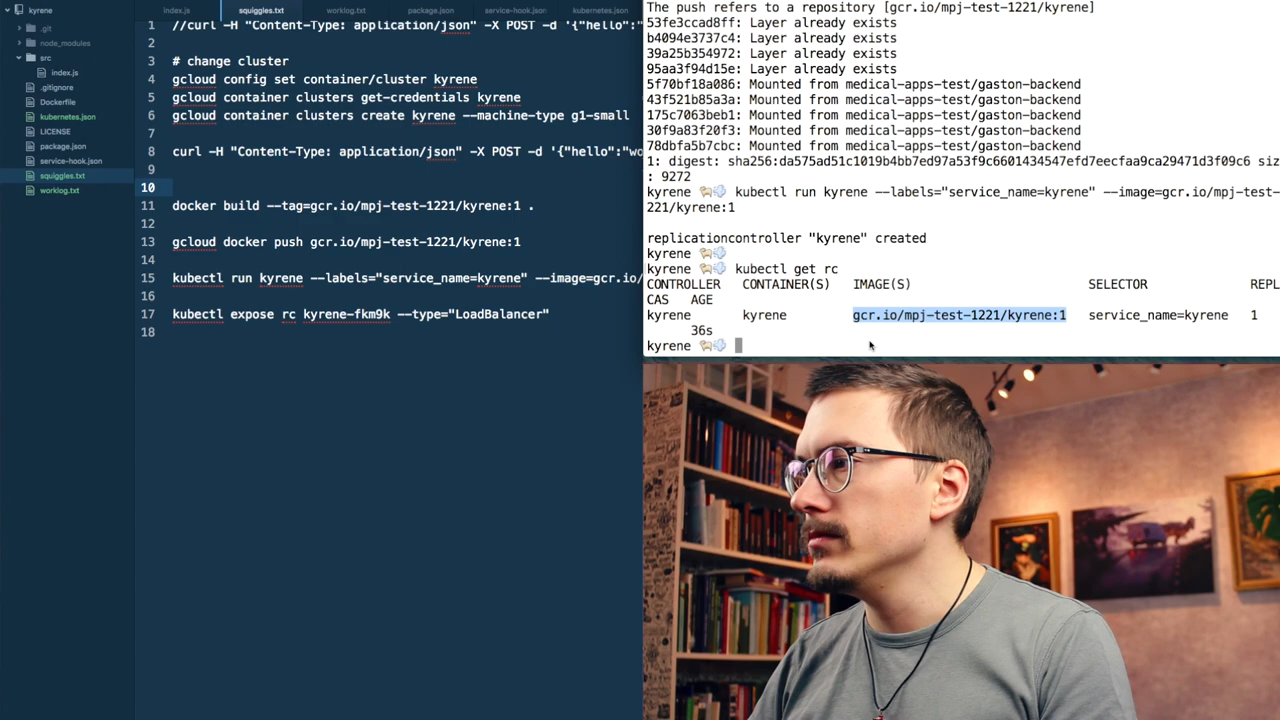 kyrene
.git
node_modules
src
index.js
.gitignore
Dockerfile
kubernetes.json
LICENSE
package.json
service-hook.json
squiggles.txt
worklog.txt
index.js squiggles.txt worklog.txt package.json service-hook.json kubernetes.json
1 //curl -H "Content-Type: application/json" -X POST -d '{"hello":"
2
3 # change cluster
4 gcloud config set container/cluster kyrene
5 gcloud container clusters get-credentials kyrene
6 gcloud container clusters create kyrene --machine-type g1-small
7
8 curl -H "Content-Type: application/json" -X POST -d '{"hello":"wo
9
10
11 docker build --tag=gcr.io/mpj-test-1221/kyrene:1 .
12
13 gcloud docker push gcr.io/mpj-test-1221/kyrene:1
14
15 kubectl run kyrene --labels="service_name=kyrene" --image=gcr.io/
16
17 kubectl expose rc kyrene-fkm9k --type="LoadBalancer"
18
The push refers to a repository [gcr.io/mpj-test-1221/kyrene]
53fe3ccad8ff: Layer already exists
b4094e3737c4: Layer already exists
39a25b354972: Layer already exists
95aa3f94d15e: Layer already exists
5f70bf18a086: Mounted from medical-apps-test/gaston-backend
43f521b85a3a: Mounted from medical-apps-test/gaston-backend
175c7063beb1: Mounted from medical-apps-test/gaston-backend
30f9a83f20f3: Mounted from medical-apps-test/gaston-backend
78dbfa5b7cbc: Mounted from medical-apps-test/gaston-backend
1: digest: sha256:da575ad51c1019b4bb7ed97a53f9c6601434547efd7eecfaa9ca29471d3f09c6 siz
: 9272
kyrene 🐑💨 kubectl run kyrene --labels="service_name=kyrene" --image=gcr.io/mpj-test-
221/kyrene:1
replicationcontroller "kyrene" created
kyrene 🐑💨
kyrene 🐑💨 kubectl get rc
CONTROLLER CONTAINER(S) IMAGE(S) SELECTOR REPL
CAS AGE
kyrene kyrene gcr.io/mpj-test-1221/kyrene:1 service_name=kyrene 1
36s
kyrene 🐑💨